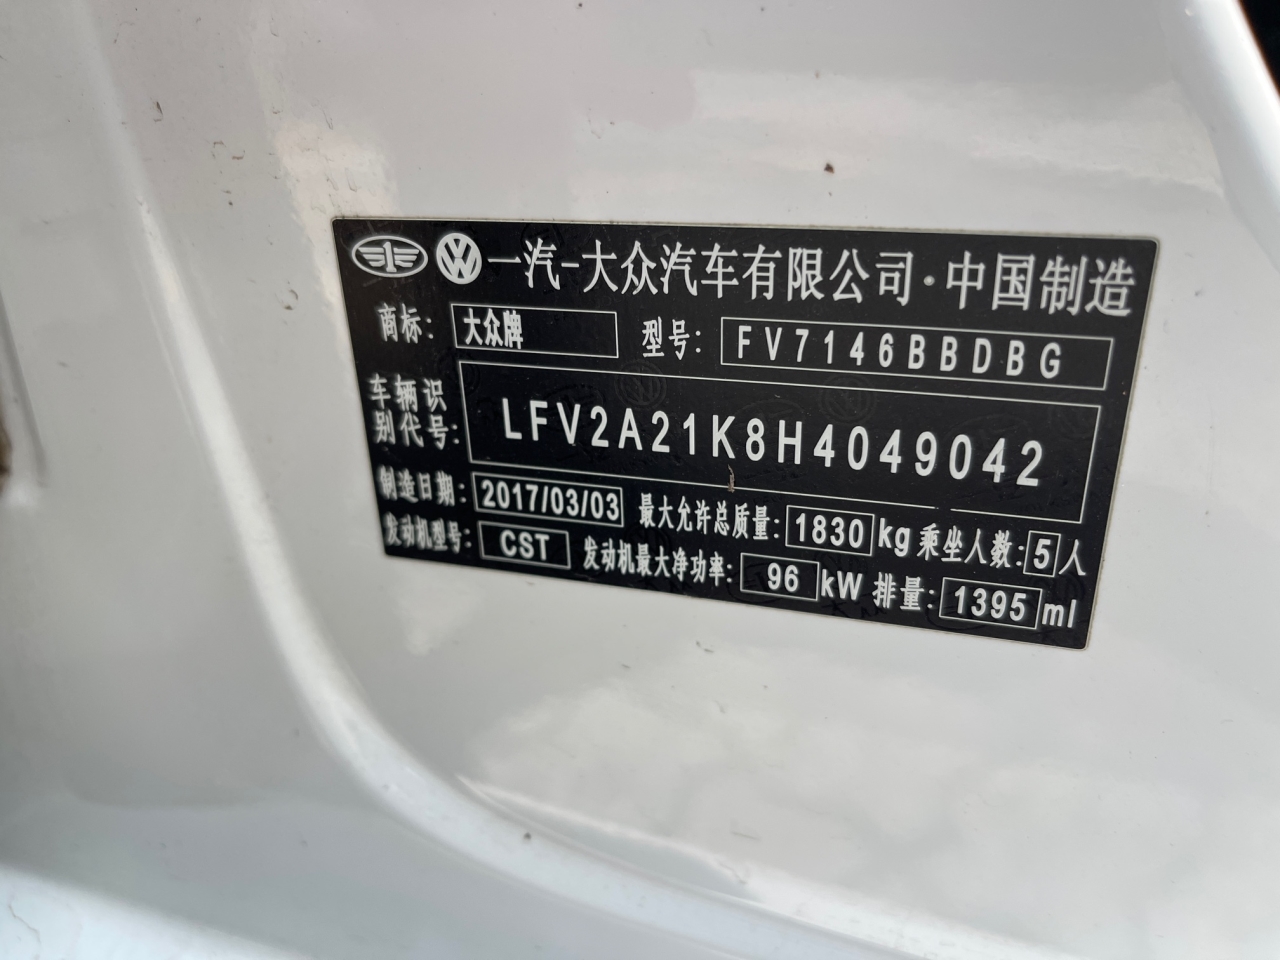 一汽-大众汽车有限公司·中国制造
商标: 大众牌 型号: FV7146BBDBG
车辆识别代号: LFV2A21K8H4049042
制造日期: 2017/03/03 最大允许总质量: 1830 kg 乘坐人数: 5 人
发动机型号: CST 发动机最大净功率: 96 kW 排量: 1395 ml